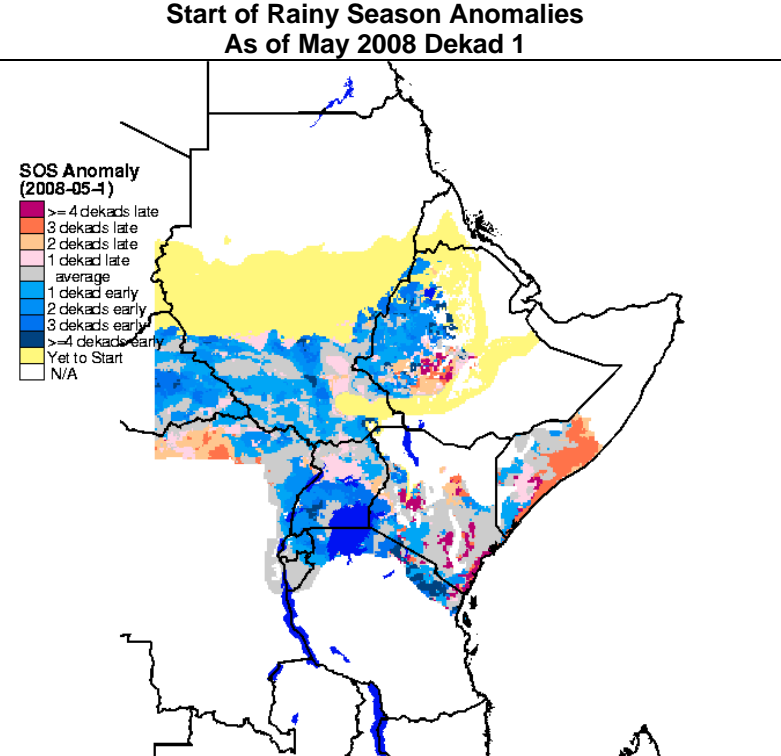 Start of Rainy Season Anomalies
As of May 2008 Dekad 1
SOS Anomaly
(2008-05-1)
>= 4 dekads late
3 dekads late
2 dekads late
1 dekad late
average
1 dekad early
2 dekads early
3 dekads early
>=4 dekads early
Yet to Start
N/A